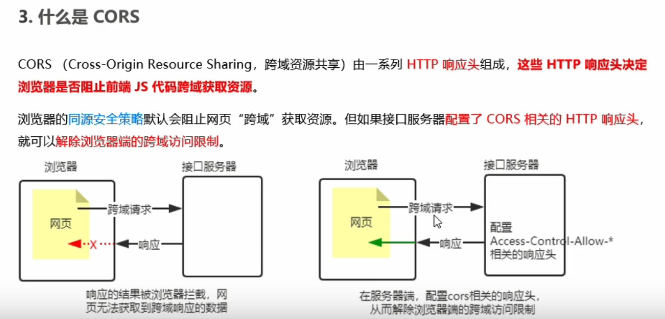 3. 什么是 CORS
CORS （Cross-Origin Resource Sharing，跨域资源共享）由一系列 HTTP 响应头组成，这些 HTTP 响应头决定
浏览器是否阻止前端 JS 代码跨域获取资源。
浏览器的同源安全策略默认会阻止网页“跨域”获取资源。但如果接口服务器配置了 CORS 相关的 HTTP 响应头，
就可以解除浏览器端的跨域访问限制。
浏览器
接口服务器
网页
跨域请求
X
响应
响应的结果被浏览器拦截，网
页无法获取到跨域响应的数据
浏览器
接口服务器
网页
跨域请求
响应
配置
Access-Control-Allow-*
相关的响应头
在服务器端，配置cors相关的响应头，
从而解除浏览器端的跨域访问限制